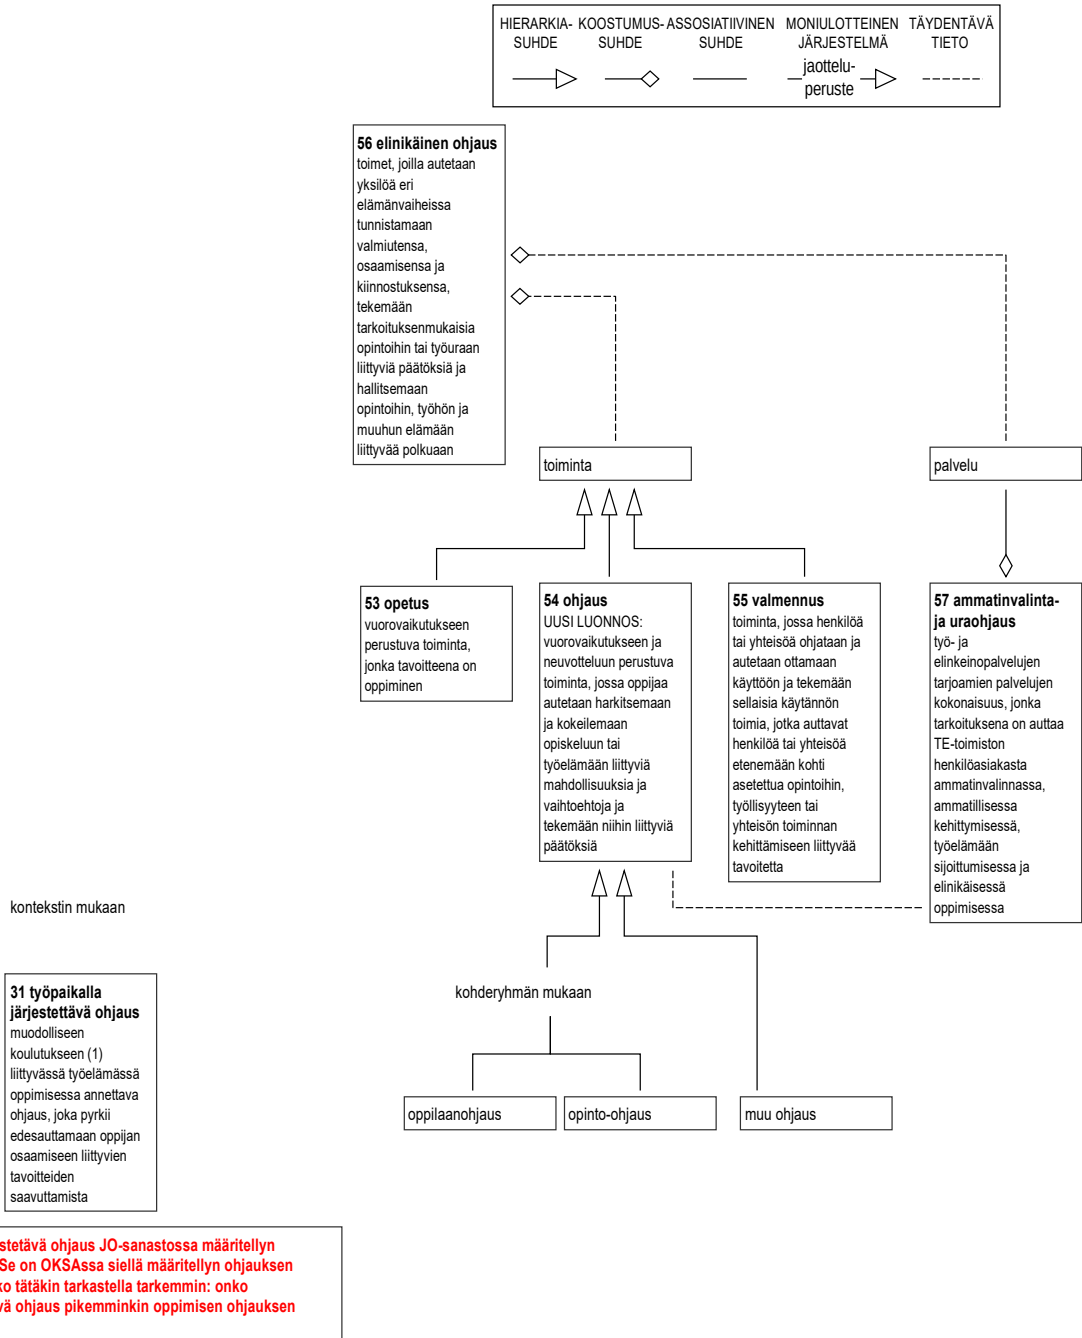 HIERARKIA-
SUHDE
KOOSTUMUS-
SUHDE
ASSOSIATIIVINEN
SUHDE
MONIULOTTEINEN
JÄRJESTELMÄ
TÄYDENTÄVÄ
TIETO
jaottelu-
peruste
56 elinikäinen ohjaus
toimet, joilla autetaan
yksilöä eri
elämänvaiheissa
tunnistamaan
valmiutensa,
osaamisensa ja
kiinnostuksensa,
tekemään
tarkoituksenmukaisia
opintoihin tai työuraan
liittyviä päätöksiä ja
hallitsemaan
opintoihin, työhön ja
muuhun elämään
liittyvää polkuaan
toiminta
palvelu
53 opetus
vuorovaikutukseen
perustuva toiminta,
jonka tavoitteena on
oppiminen
54 ohjaus
UUSI LUONNOS:
vuorovaikutukseen ja
neuvotteluun perustuva
toiminta, jossa oppijaa
autetaan harkitsemaan
ja kokeilemaan
opiskeluun tai
työelämään liittyviä
mahdollisuuksia ja
vaihtoehtoja ja
tekemään niihin liittyviä
päätöksiä
55 valmennus
toiminta, jossa henkilöä
tai yhteisöä ohjataan ja
autetaan ottamaan
käyttöön ja tekemään
sellaisia käytännön
toimia, jotka auttavat
henkilöä tai yhteisöä
etenemään kohti
asetettua opintoihin,
työllisyyteen tai
yhteisön toiminnan
kehittämiseen liittyvää
tavoitetta
57 ammatinvalinta-
ja uraohjaus
työ- ja
elinkeinopalvelujen
tarjoamien palvelujen
kokonaisuus, jonka
tarkoituksena on auttaa
TE-toimiston
henkilöasiakasta
ammatinvalinnassa,
ammatillisessa
kehittymisessä,
työelämään
sijoittumisessa ja
elinikäisessä
oppimisessa
kontekstin mukaan
kohderyhmän mukaan
31 työpaikalla
järjestettävä ohjaus
muodolliseen
koulutukseen (1)
liittyvässä työelämässä
oppimisessa annettava
ohjaus, joka pyrkii
edesauttamaan oppijan
osaamiseen liittyvien
tavoitteiden
saavuttamista
oppilaanohjaus
opinto-ohjaus
muu ohjaus
stetävä ohjaus JO-sanastossa määritellyn
Se on OKSAssa siellä määritellyn ohjauksen
ko tätäkin tarkastella tarkemmin: onko
vä ohjaus pikemminkin oppimisen ohjauksen